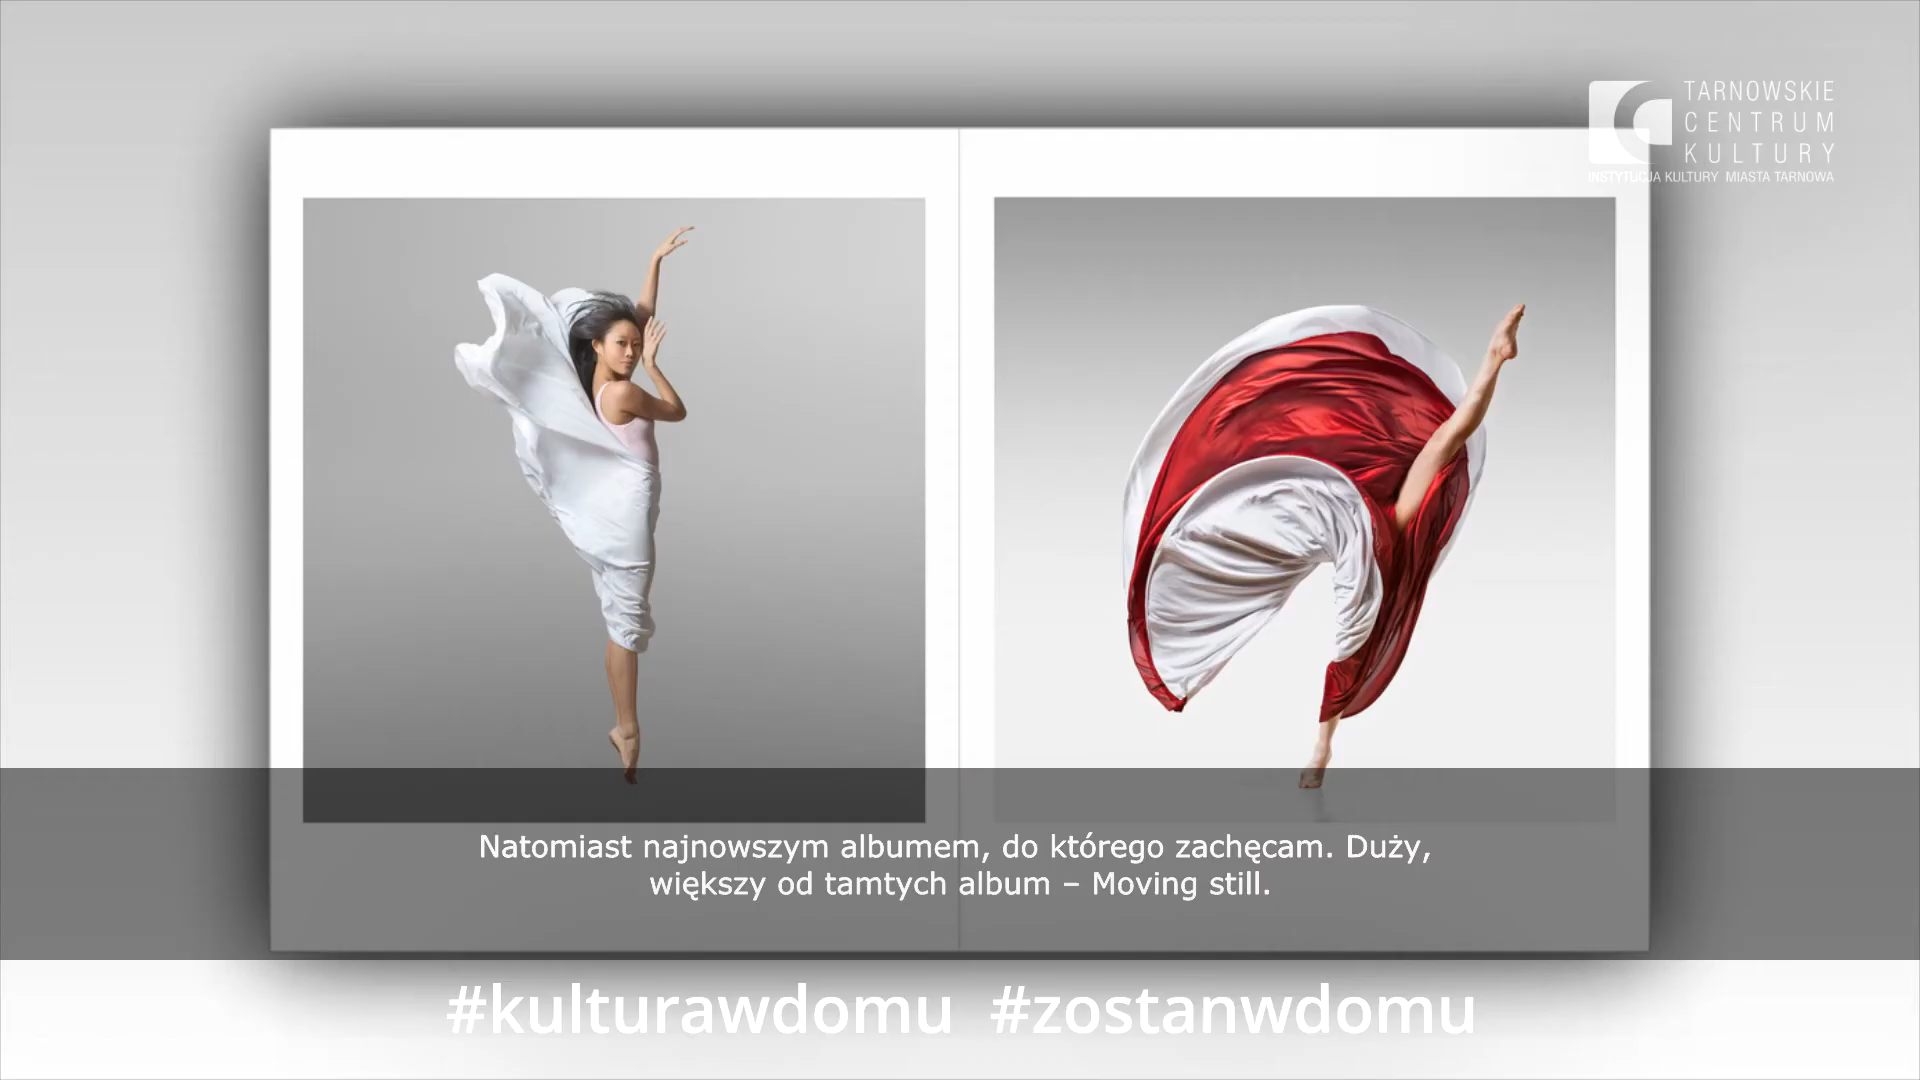 TARNOWSKIE
CENTRUM
KULTURY
INSTYTUCJA KULTURY MIASTA TARNOWA
Natomiast najnowszym albumem, do którego zachęcam. Duży,
większy od tamtych album – Moving still.
#kulturawdomu #zostanwdomu